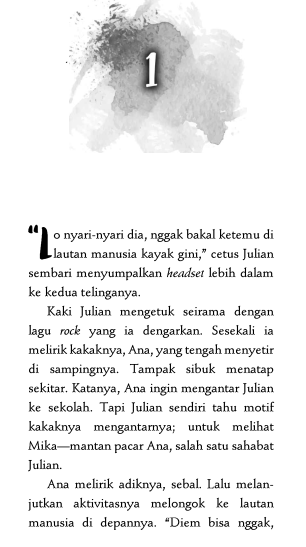 1
“Lo nyari-nyari dia, nggak bakal ketemu di
lautan manusia kayak gini,” cetus Julian
sembari menyumpalkan headset lebih dalam
ke kedua telinganya.
Kaki Julian mengetuk seirama dengan
lagu rock yang ia dengarkan. Sesekali ia
melirik kakaknya, Ana, yang tengah menyetir
di sampingnya. Tampak sibuk menatap
sekitar. Katanya, Ana ingin mengantar Julian
ke sekolah. Tapi Julian sendiri tahu motif
kakaknya mengantarnya; untuk melihat
Mika—mantan pacar Ana, salah satu sahabat
Julian.
Ana melirik adiknya, sebal. Lalu melan-
jutkan aktivitasnya melongok ke lautan
manusia di depannya. “Diem bisa nggak,